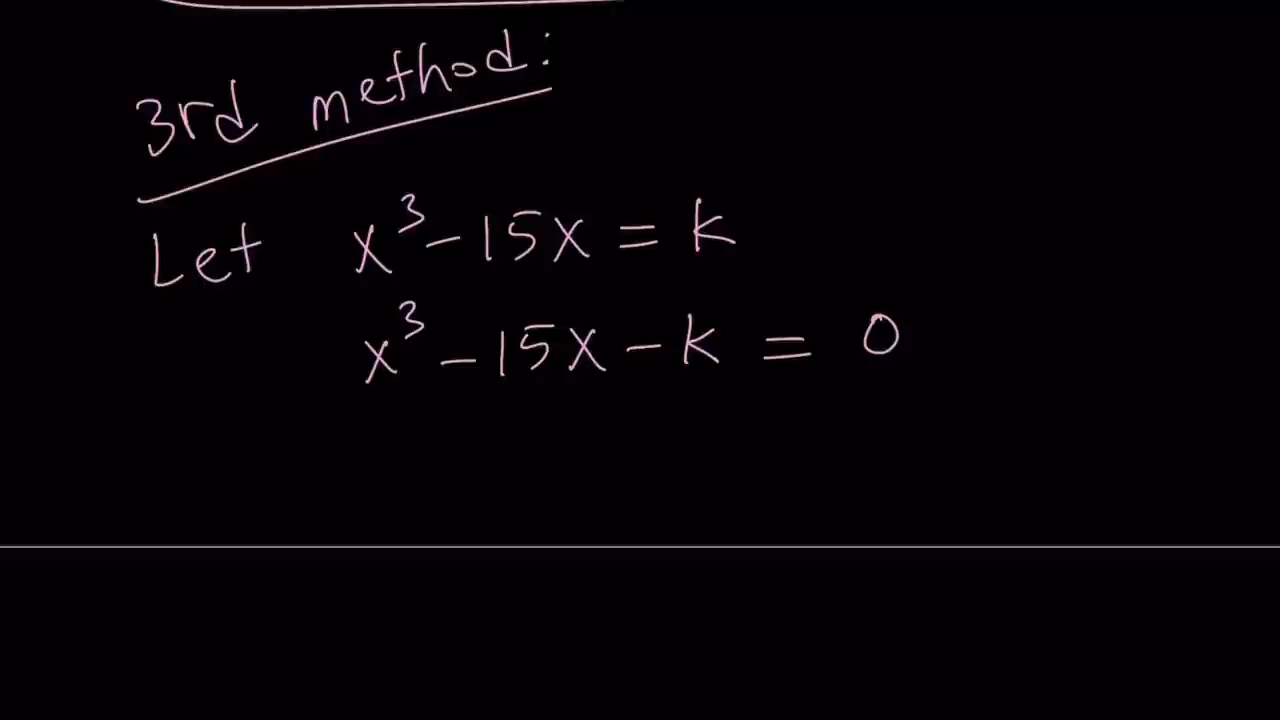 3rd method:
Let x³ - 15x = k
x³ - 15x - k = 0